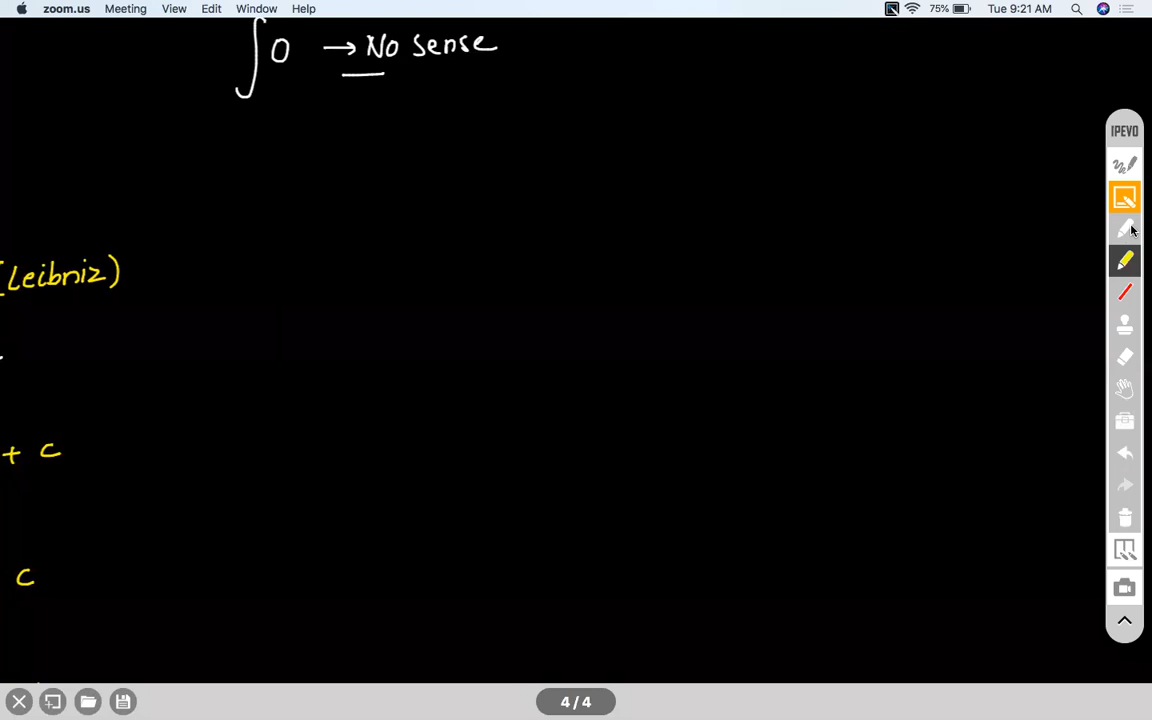 zoom.us Meeting View Edit Window Help 75% Tue 9:21 AM
∫0 → No sense
IPEVO
(Leibniz)
+ c
c
4 / 4